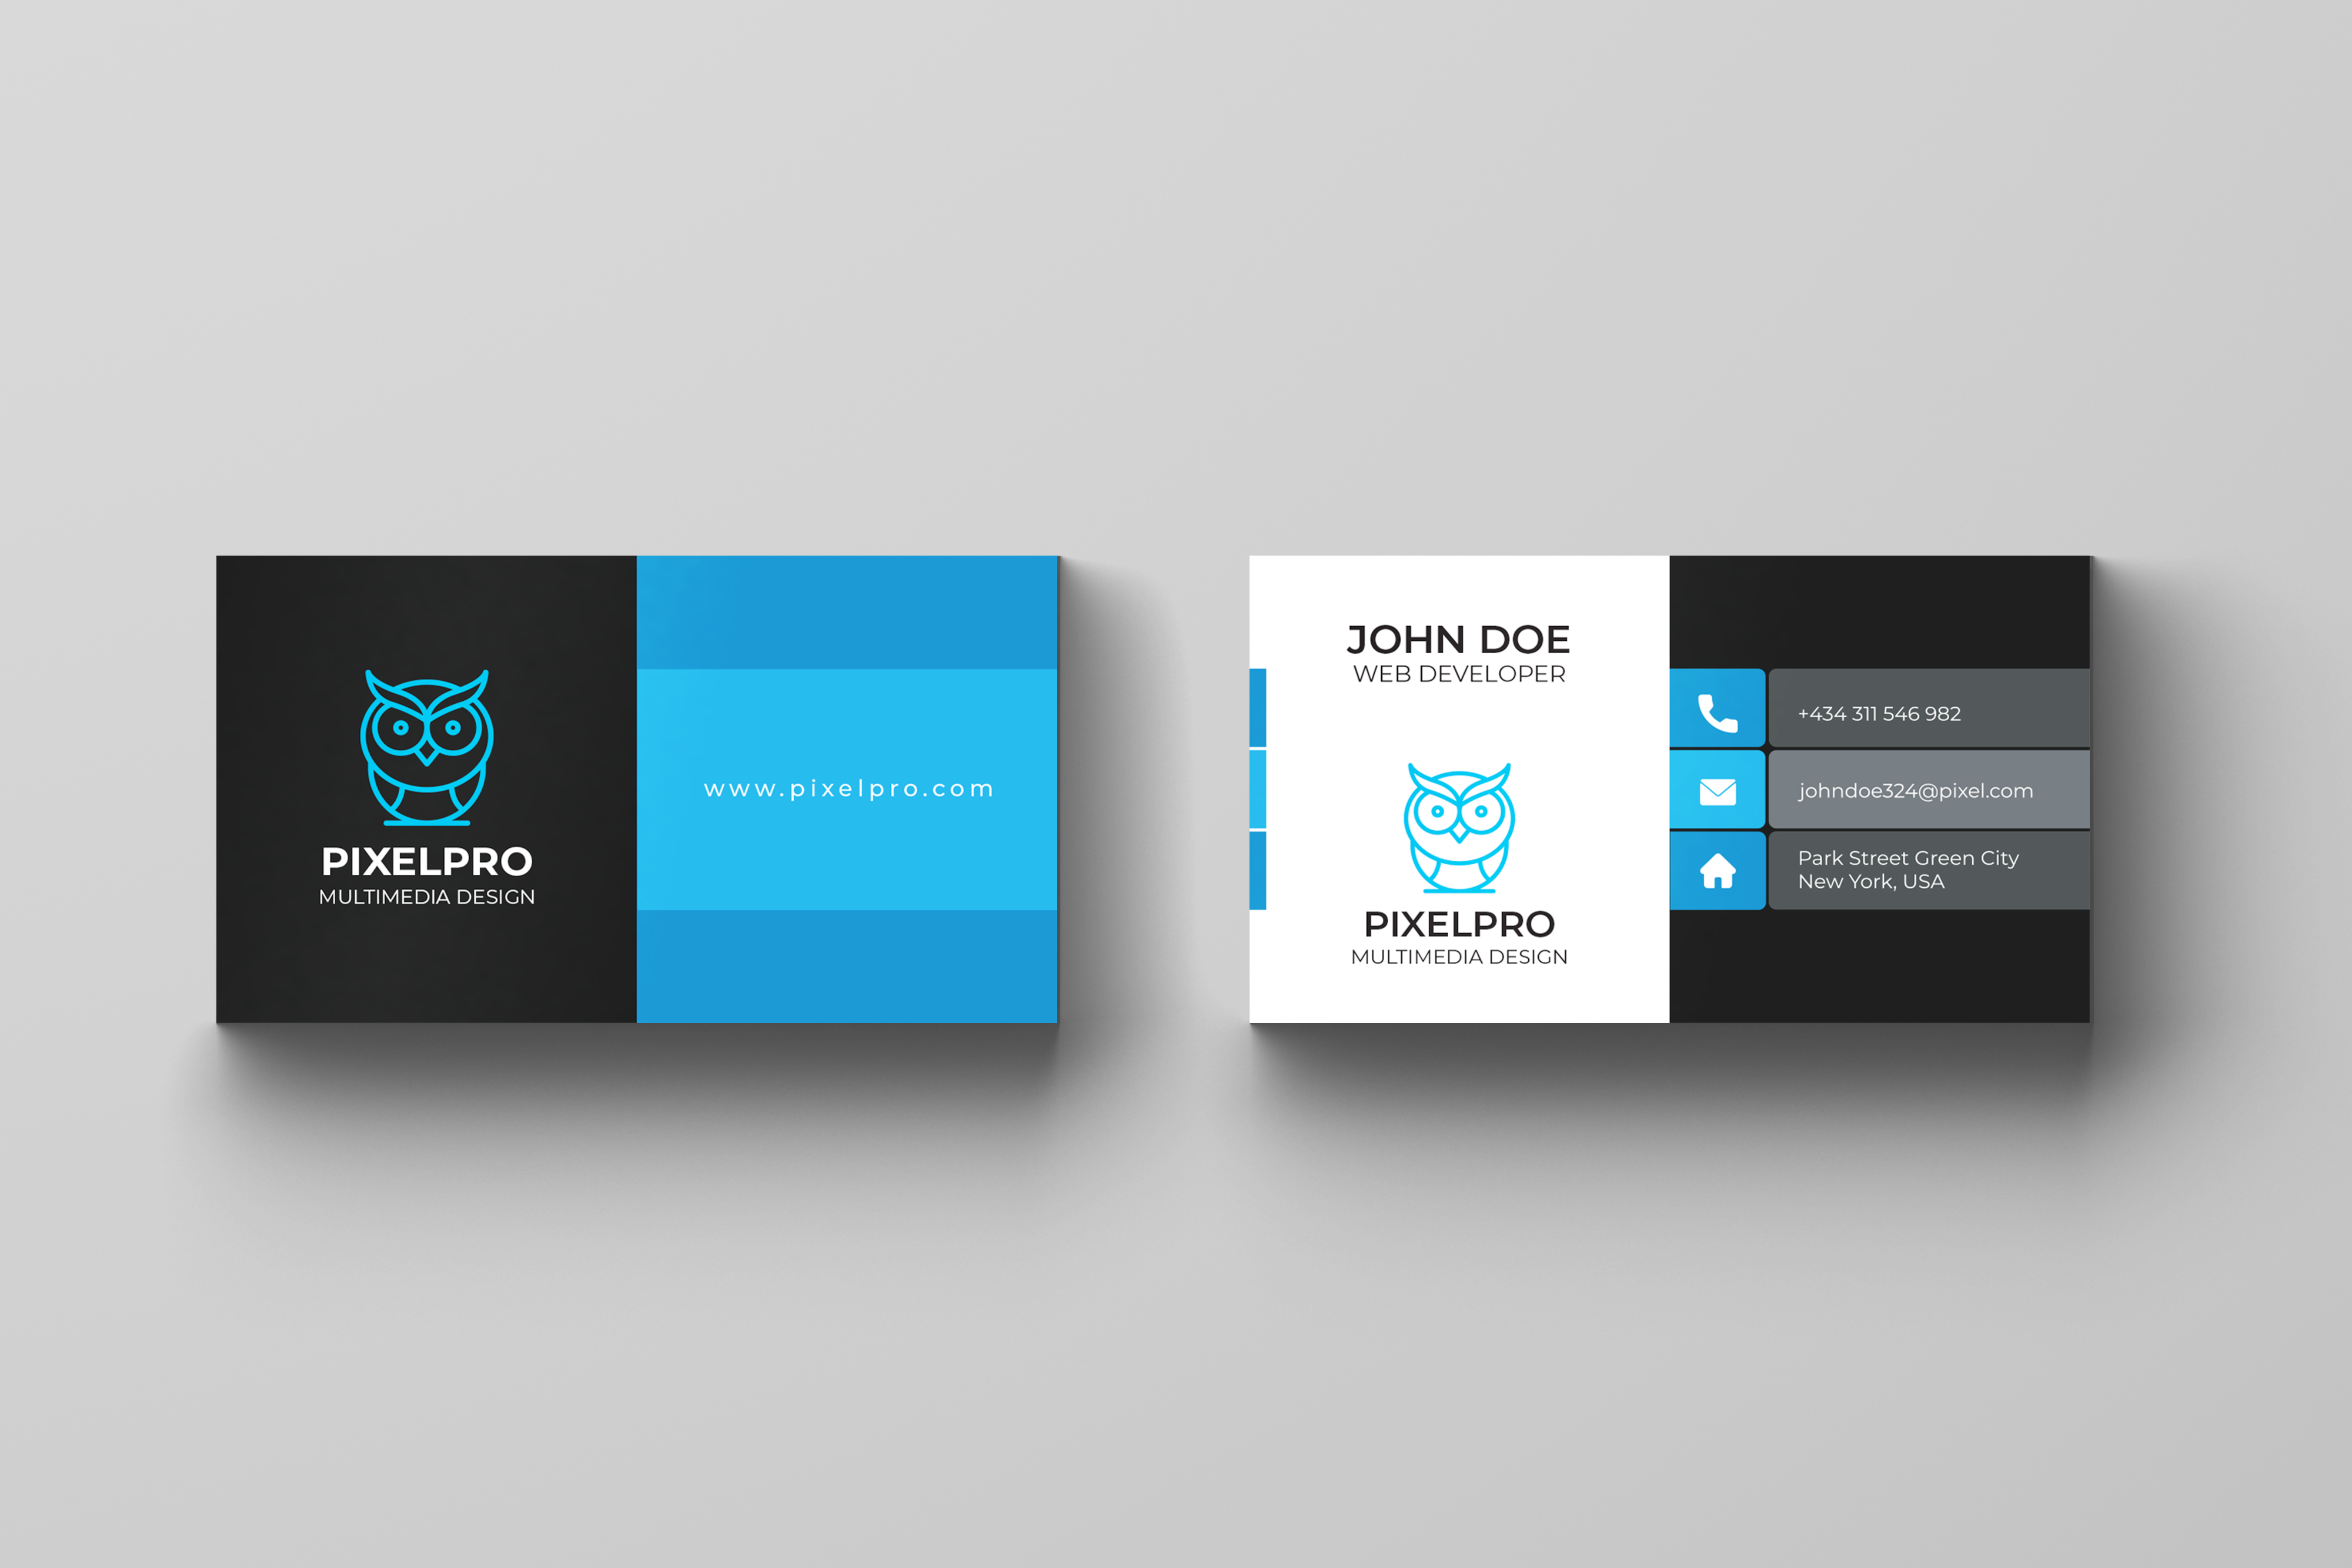 PIXELPRO
MULTIMEDIA DESIGN
www.pixelpro.com
JOHN DOE
WEB DEVELOPER
PIXELPRO
MULTIMEDIA DESIGN
+434 311 546 982
johndoe324@pixel.com
Park Street Green City
New York, USA